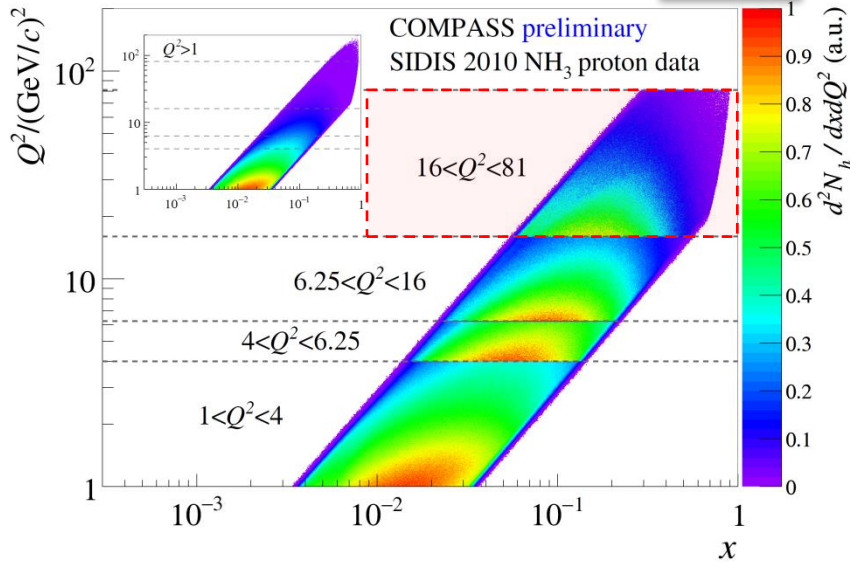 COMPASS preliminary
SIDIS 2010 NH₃ proton data
Q²/(GeV/c)²
10²
10
1
Q²>1
10²
10
1
10⁻³
10⁻²
10⁻¹
1
16<Q²<81
6.25<Q²<16
4<Q²<6.25
1<Q²<4
10⁻³
10⁻²
10⁻¹
1
x
1
0.9
0.8
0.7
0.6
0.5
0.4
0.3
0.2
0.1
0
d²N_h / dxdQ² (a.u.)